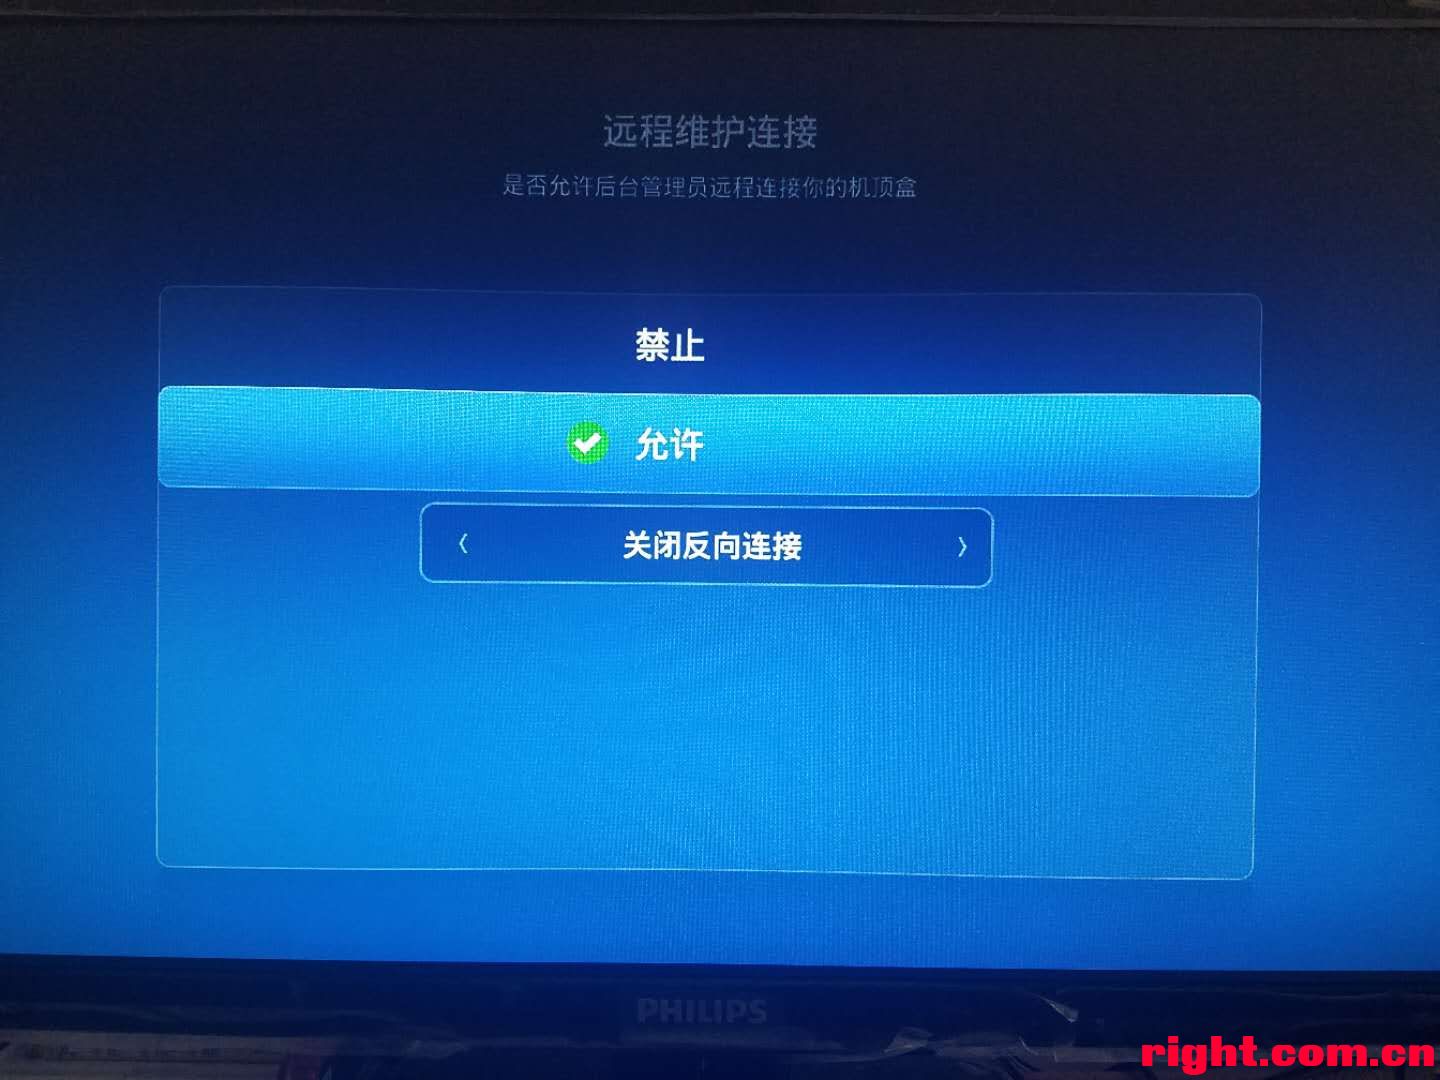 远程维护连接
是否允许后台管理员远程连接你的机顶盒
禁止
允许
关闭反向连接
PHILIPS
right.com.cn